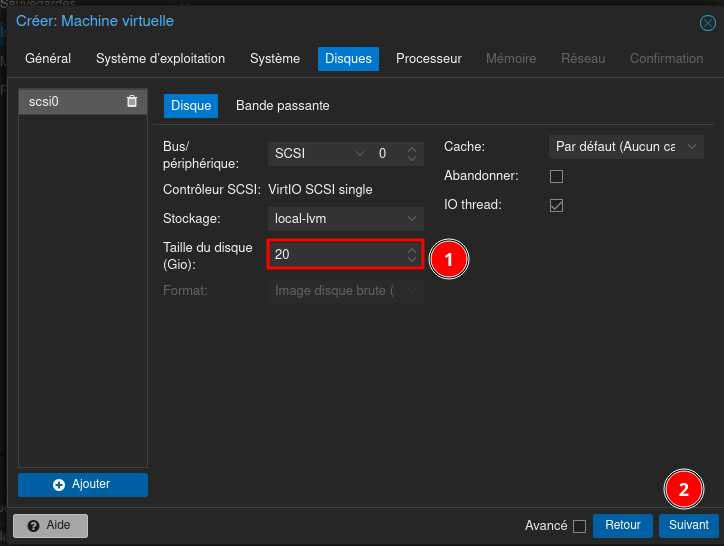 Créer: Machine virtuelle
Général Système d'exploitation Système Disques Processeur Mémoire Réseau Confirmation
scsi0
Disque Bande passante
Bus/
périphérique:
SCSI 0
Contrôleur SCSI: VirtIO SCSI single
Stockage: local-lvm
Taille du disque
(Gio):
20
1
Format: Image disque brute (
Cache: Par défaut (Aucun ca
Abandonner:
IO thread:
Ajouter
2
Aide
Avancé Retour Suivant